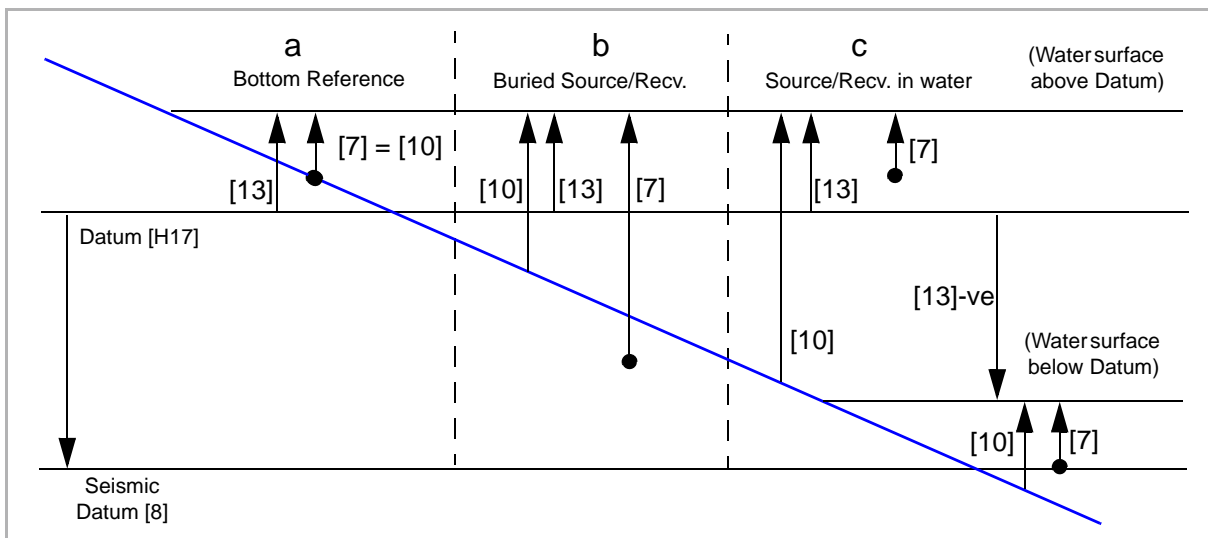 a
b
c
Bottom Reference
Buried Source/Recv.
Source/Recv. in water
(Water surface
above Datum)
[7] = [10]
[13]
[10]
[13]
[7]
[13]
[7]
Datum [H17]
[13]-ve
[10]
(Water surface
below Datum)
[10]
[7]
Seismic
Datum [8]